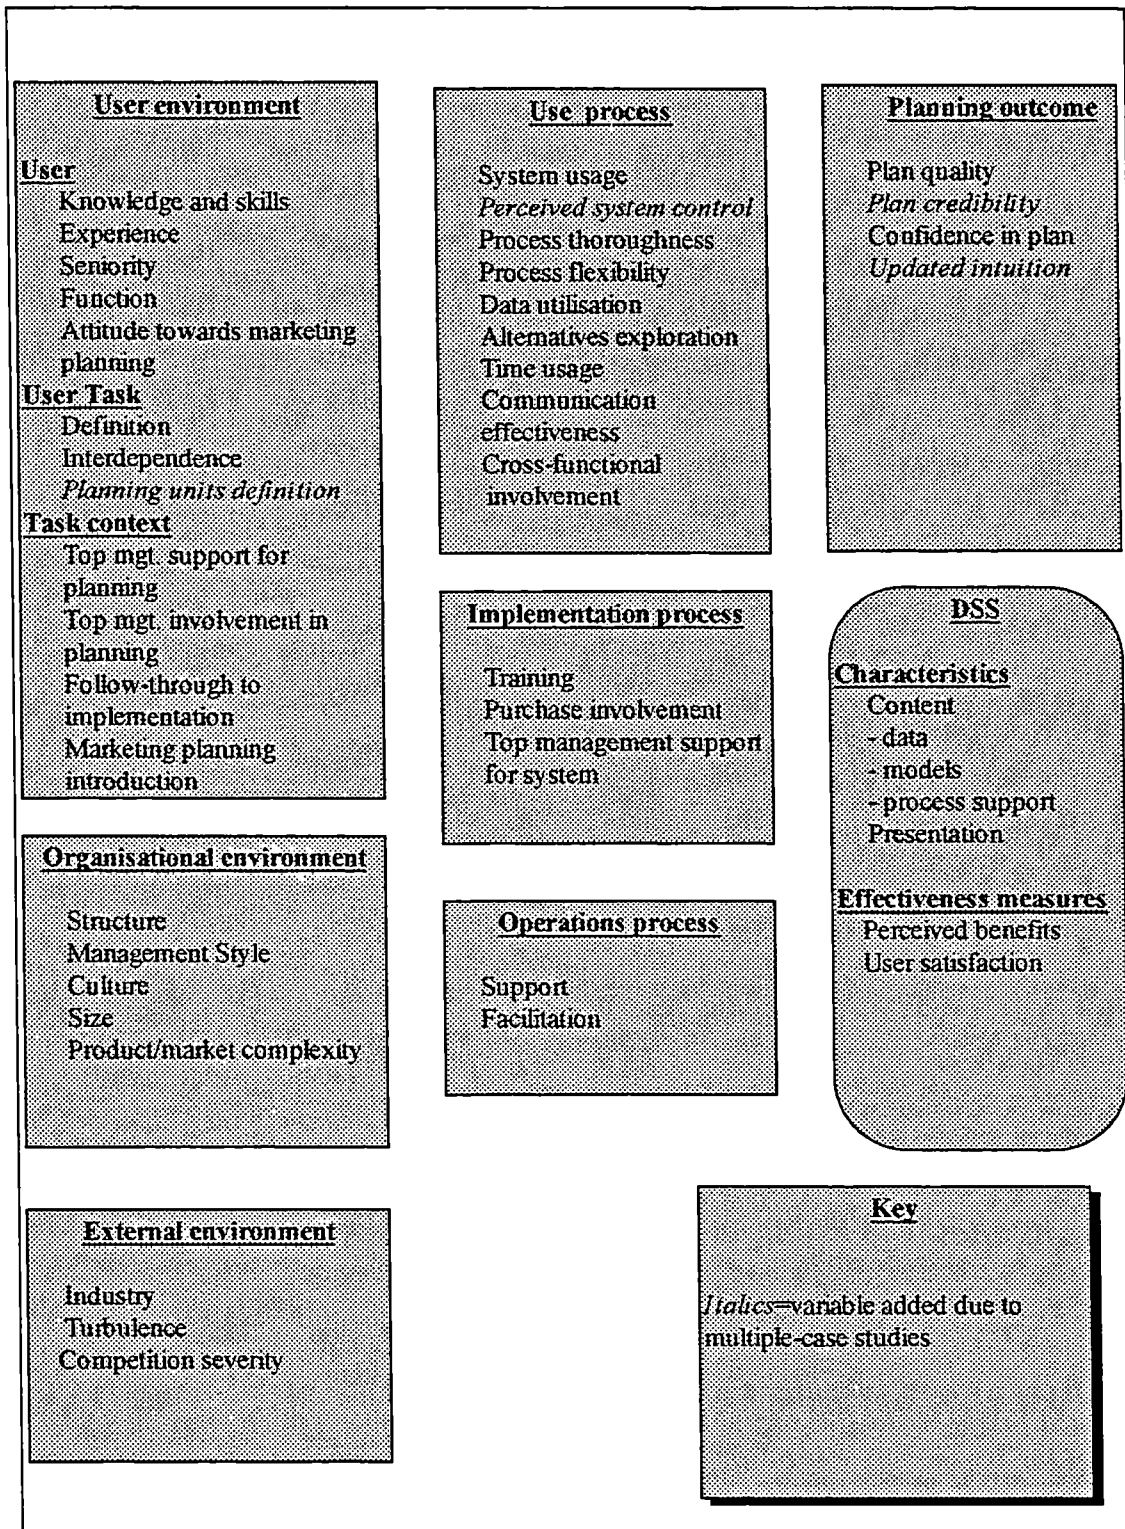 User environment
User
Knowledge and skills
Experience
Seniority
Function
Attitude towards marketing
planning
User Task
Definition
Interdependence
Planning units definition
Task context
Top mgt. support for
planning
Top mgt. involvement in
planning
Follow-through to
implementation
Marketing planning
introduction
Organisational environment
Structure
Management Style
Culture
Size
Product/market complexity
External environment
Industry
Turbulence
Competition severity
Use process
System usage
Perceived system control
Process thoroughness
Process flexibility
Data utilisation
Alternatives exploration
Time usage
Communication
effectiveness
Cross-functional
involvement
Implementation process
Training
Purchase involvement
Top management support
for system
Operations process
Support
Facilitation
Planning outcome
Plan quality
Plan credibility
Confidence in plan
Updated intuition
DSS
Characteristics
Content
- data
- models
- process support
Presentation
Effectiveness measures
Perceived benefits
User satisfaction
Key
Italics=variable added due to
multiple-case studies